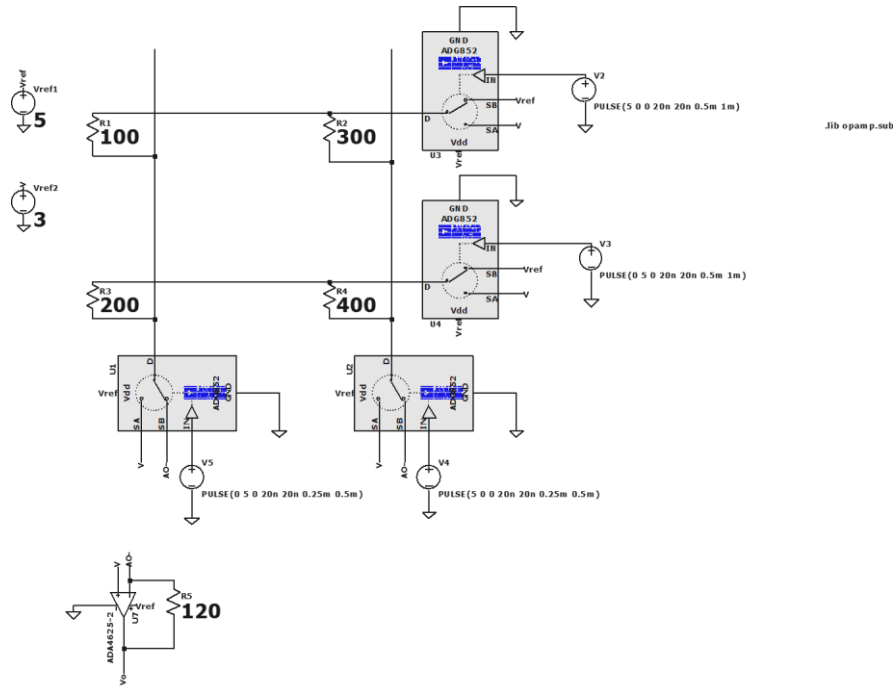 GND
ADG852
IN
SB
Vref
D
SA
V
Vdd
U3
Vref
V2
PULSE(5 0 0 20n 20n 0.5m 1m)
.lib opamp.sub
Vref
Vref1
5
R1
100
R2
300
V
Vref2
3
GND
ADG852
IN
SB
Vref
D
SA
V
Vdd
U4
Vref
V3
PULSE(0 5 0 20n 20n 0.5m 1m)
R3
200
R4
400
U1
D
Vref
Vdd
ADG852
GND
SA
SB
IN
V
AO
V5
PULSE(0 5 0 20n 20n 0.25m 0.5m)
U2
D
Vref
Vdd
ADG852
GND
SA
SB
IN
V
AO
V4
PULSE(5 0 0 20n 20n 0.25m 0.5m)
V
AO
Vref
U7
ADA4625-2
R5
120
Vo